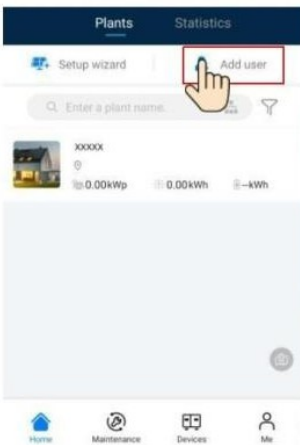 Plants Statistics
Setup wizard Add user
Enter a plant name
xxxxx
0.00kWp 0.00kWh --kWh
Home Maintenance Devices Me